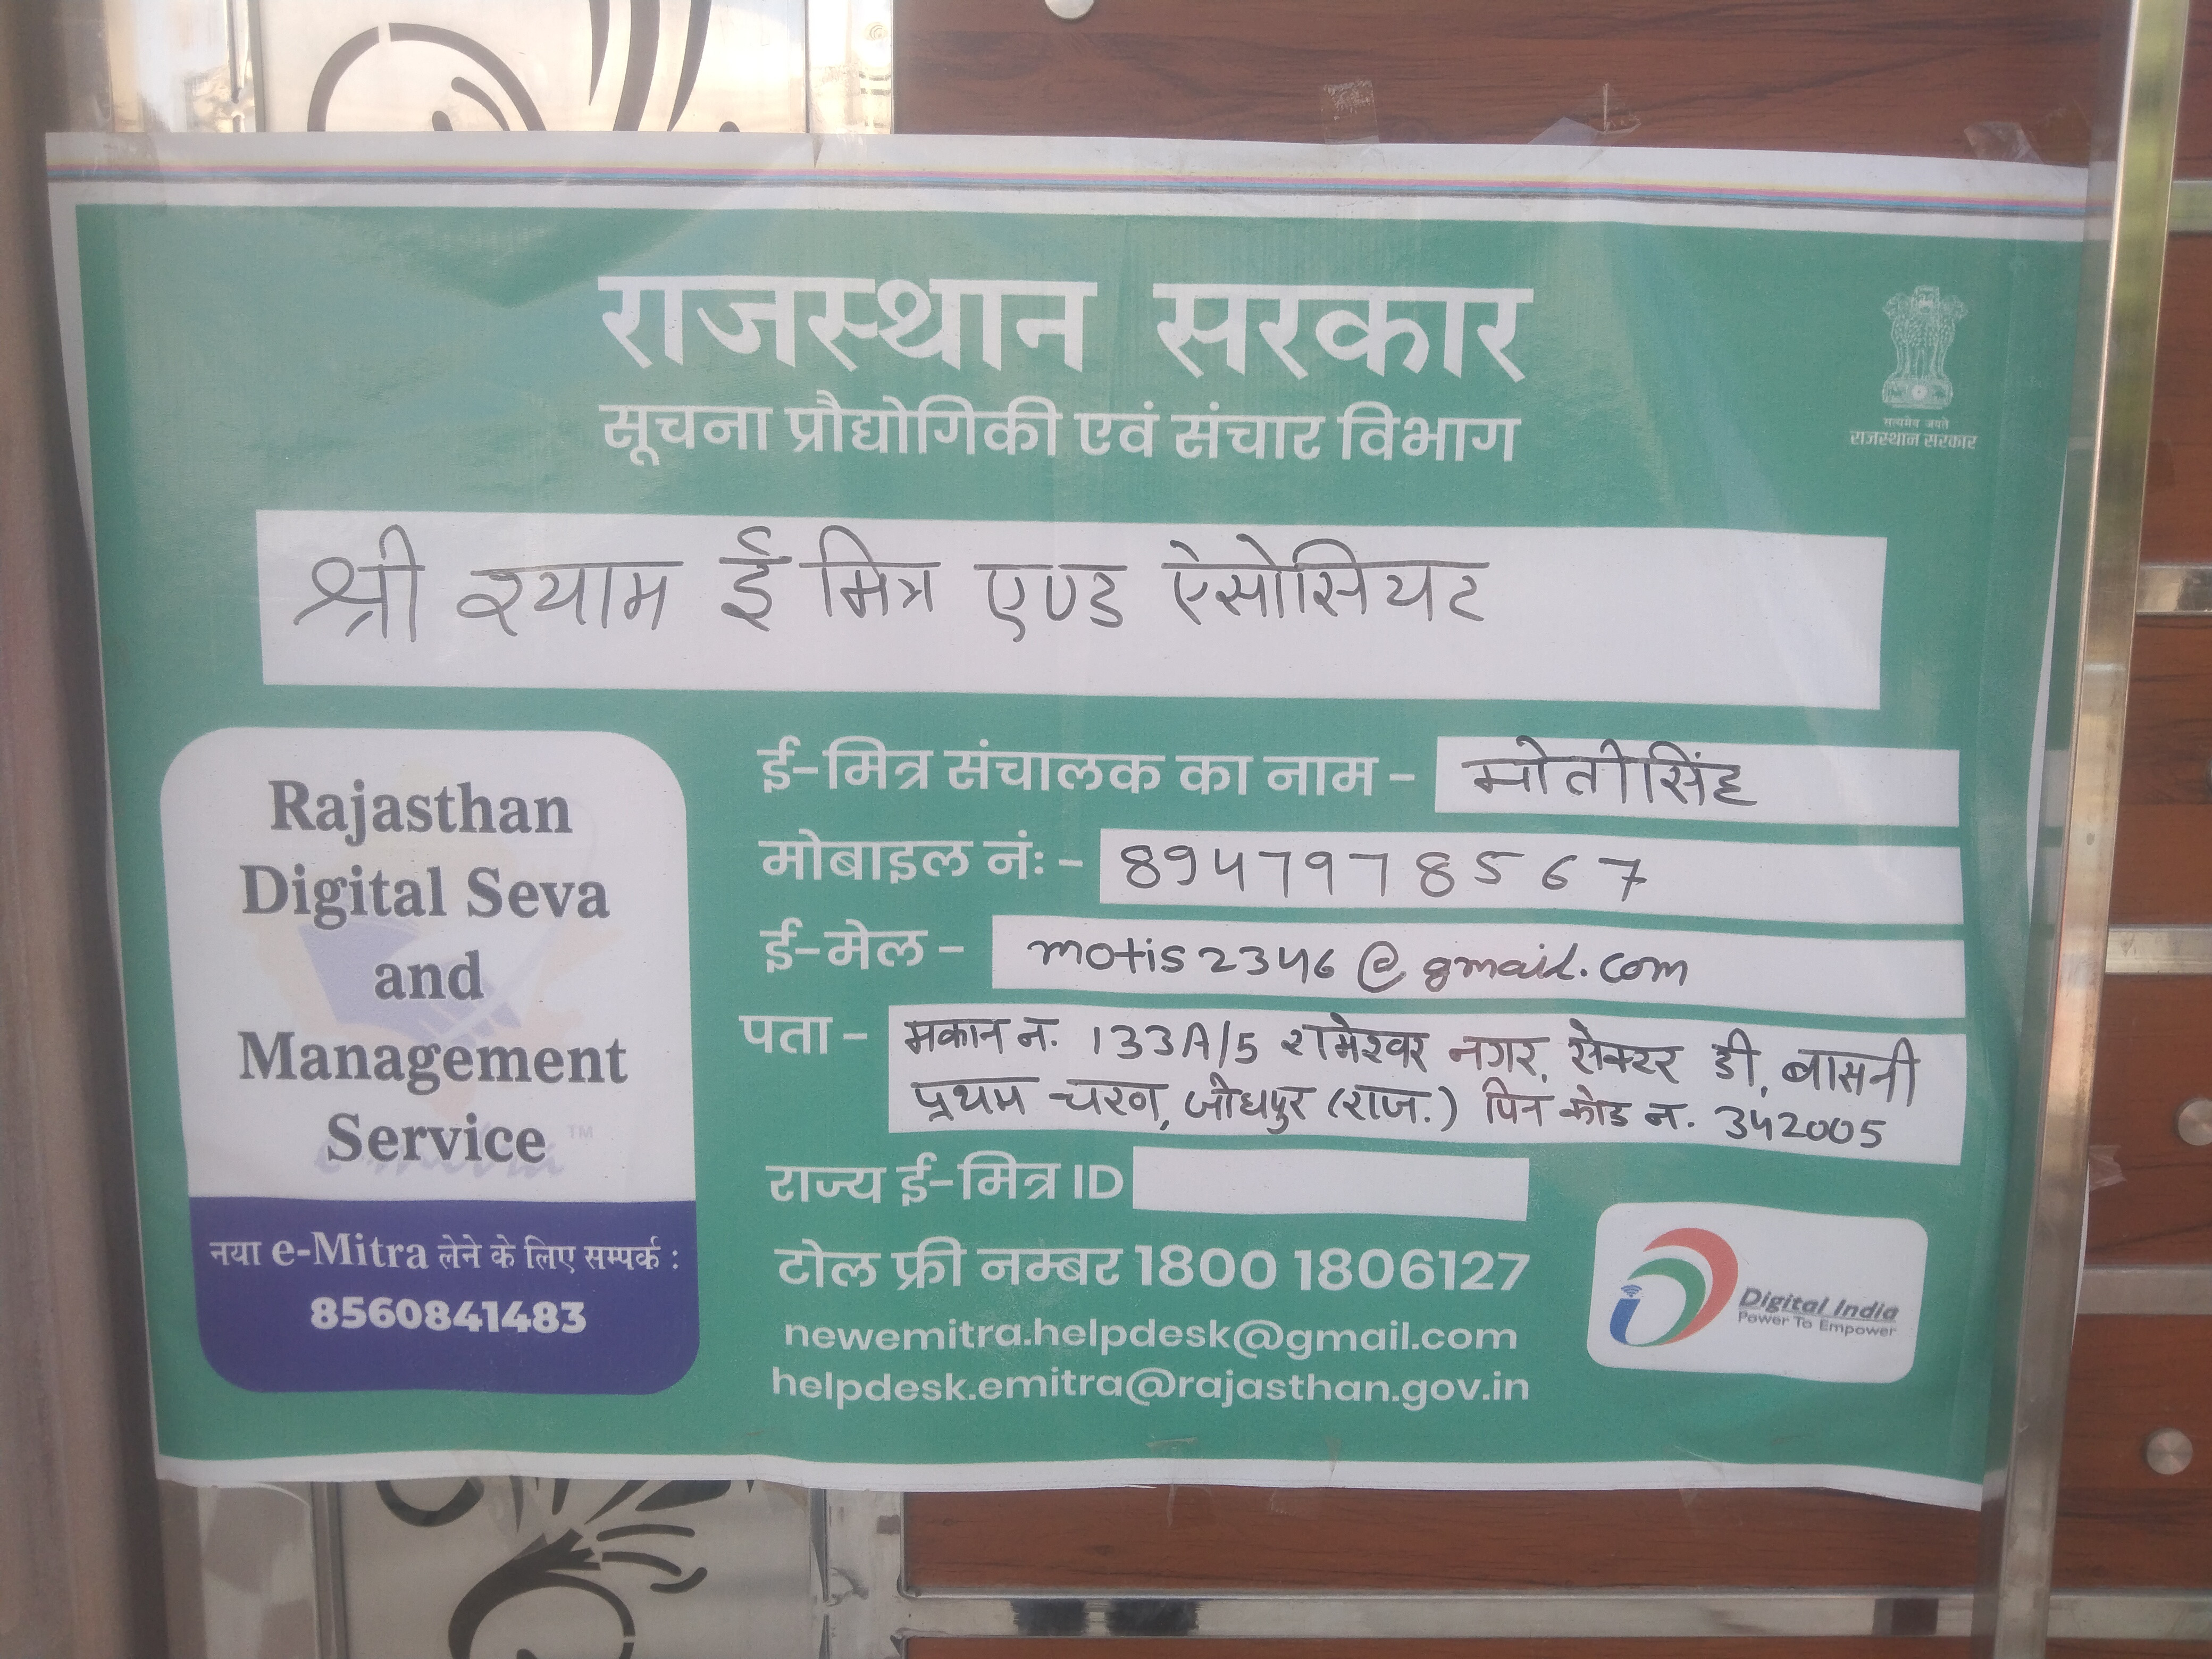 राजस्थान सरकार
सूचना प्रौद्योगिकी एवं संचार विभाग
सत्यमेव जयते
राजस्थान सरकार
श्री श्याम ई मित्र एण्ड ऐसोसियट
Rajasthan
Digital Seva
and
Management
Service TM
नया e-Mitra लेने के लिए सम्पर्क :
8560841483
ई-मित्र संचालक का नाम - मोतीसिंह
मोबाइल नंः -8947978567
ई-मेल - motis2346@gmail.com
पता - मकान न. 133A/5 रामेश्वर नगर, सेक्टर डी, बासनी
प्रथम चरण, जोधपुर (राज.) पिन कोड न. 342005
राज्य ई-मित्र ID
टोल फ्री नम्बर 1800 1806127
newemitra.helpdesk@gmail.com
helpdesk.emitra@rajasthan.gov.in
Digital India
Power To Empower